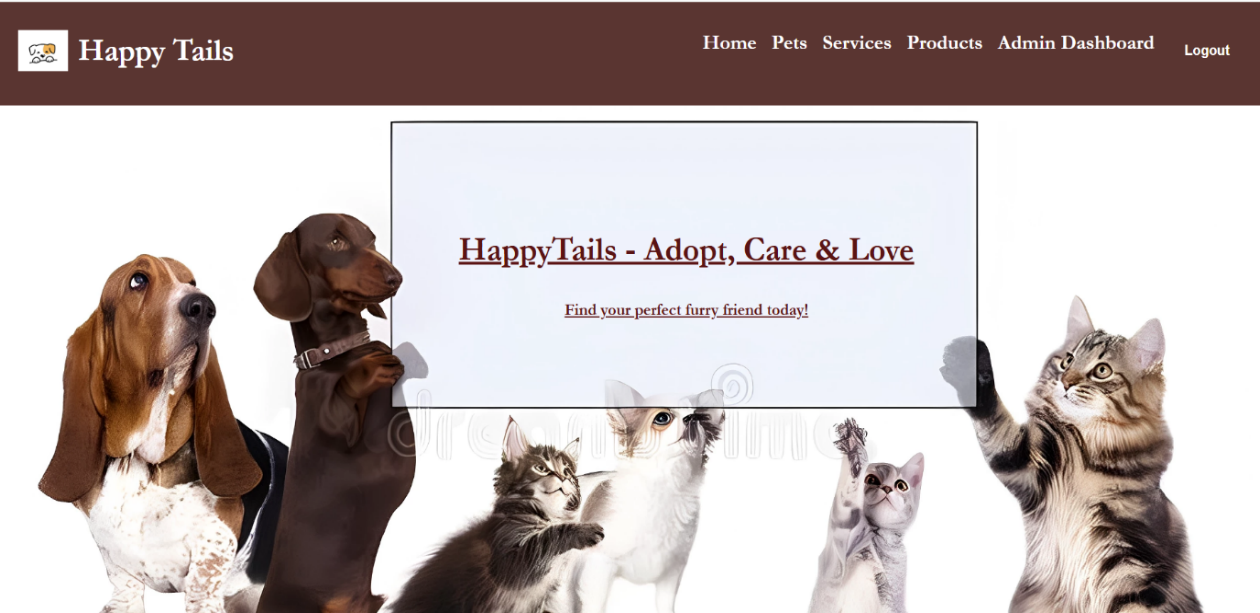 Happy Tails
Home Pets Services Products Admin Dashboard Logout
HappyTails - Adopt, Care & Love
Find your perfect furry friend today!
dreamstime